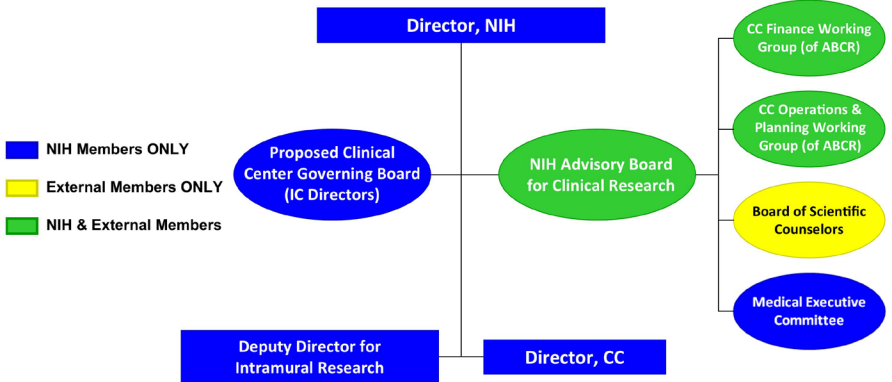 Director, NIH
CC Finance Working
Group (of ABCR)
CC Operations &
Planning Working
Group (of ABCR)
NIH Members ONLY
External Members ONLY
NIH & External Members
Proposed Clinical
Center Governing Board
(IC Directors)
NIH Advisory Board
for Clinical Research
Board of Scientific
Counselors
Medical Executive
Committee
Deputy Director for
Intramural Research
Director, CC